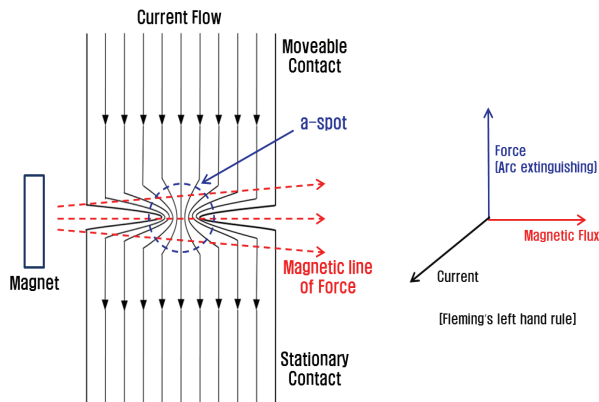 Current Flow
Moveable
Contact
a-spot
Magnet
Magnetic line
of Force
Stationary
Contact
Force
[Arc extinguishing]
Magnetic Flux
Current
[Fleming's left hand rule]